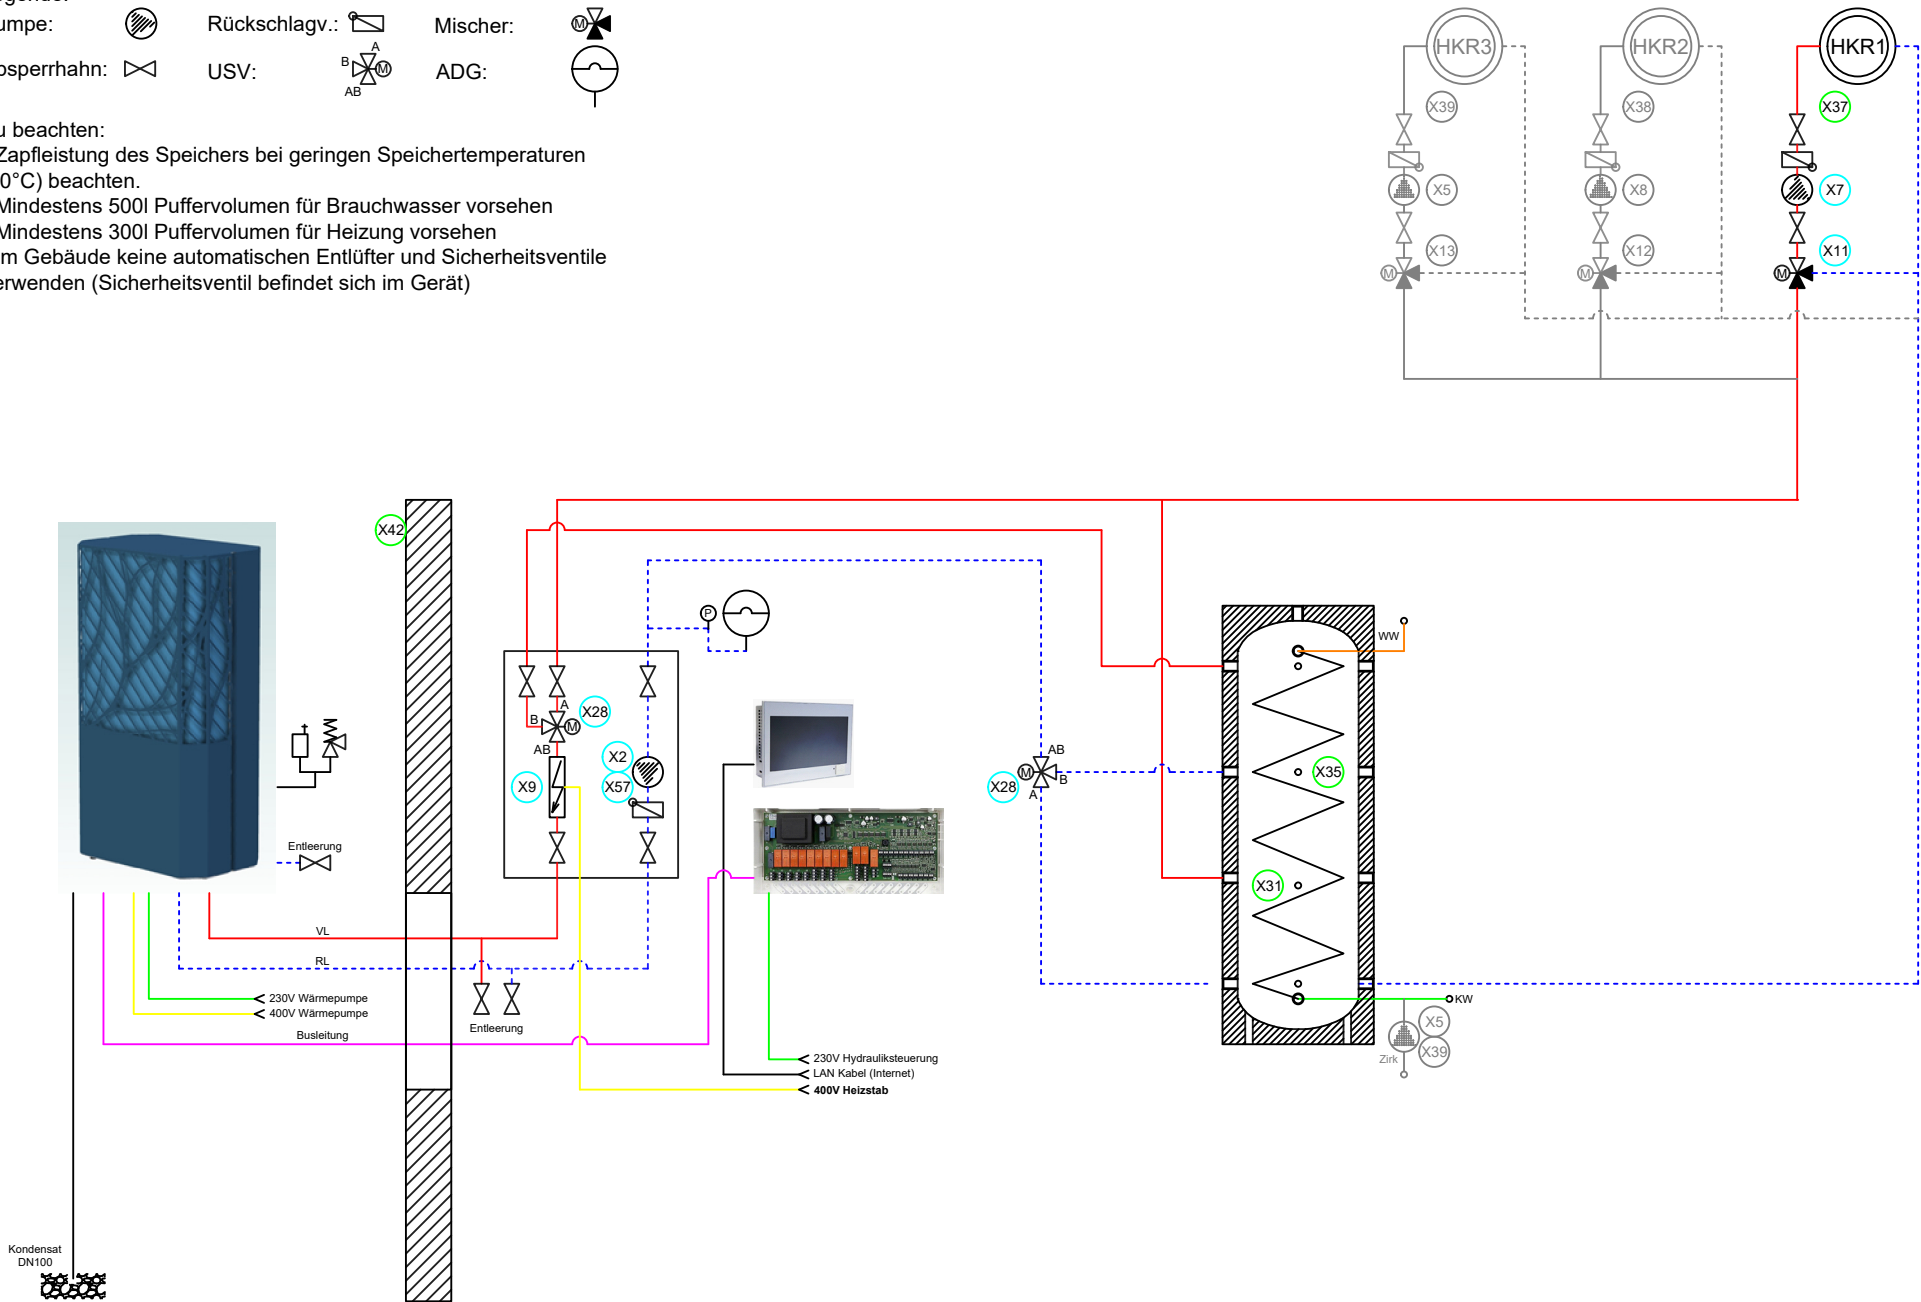 egende:
umpe:
Rückschlagv.:
Mischer:
M
bsperrhahn:
USV:
A
B
M
AB
ADG:
u beachten:
Zapfleistung des Speichers bei geringen Speichertemperaturen
0°C) beachten.
Mindestens 500l Puffervolumen für Brauchwasser vorsehen
Mindestens 300l Puffervolumen für Heizung vorsehen
m Gebäude keine automatischen Entlüfter und Sicherheitsventile
erwenden (Sicherheitsventil befindet sich im Gerät)
HKR3
HKR2
HKR1
X39
X38
X37
X5
X8
X7
X13
X12
X11
M
M
M
X42
P
WW
A
X28
B
M
AB
X2
X9
X57
AB
M
X28
B
A
X35
X31
Entleerung
VL
RL
230V Wärmepumpe
400V Wärmepumpe
Busleitung
Entleerung
230V Hydrauliksteuerung
LAN Kabel (Internet)
400V Heizstab
KW
X5
X39
Zirk
Kondensat
DN100